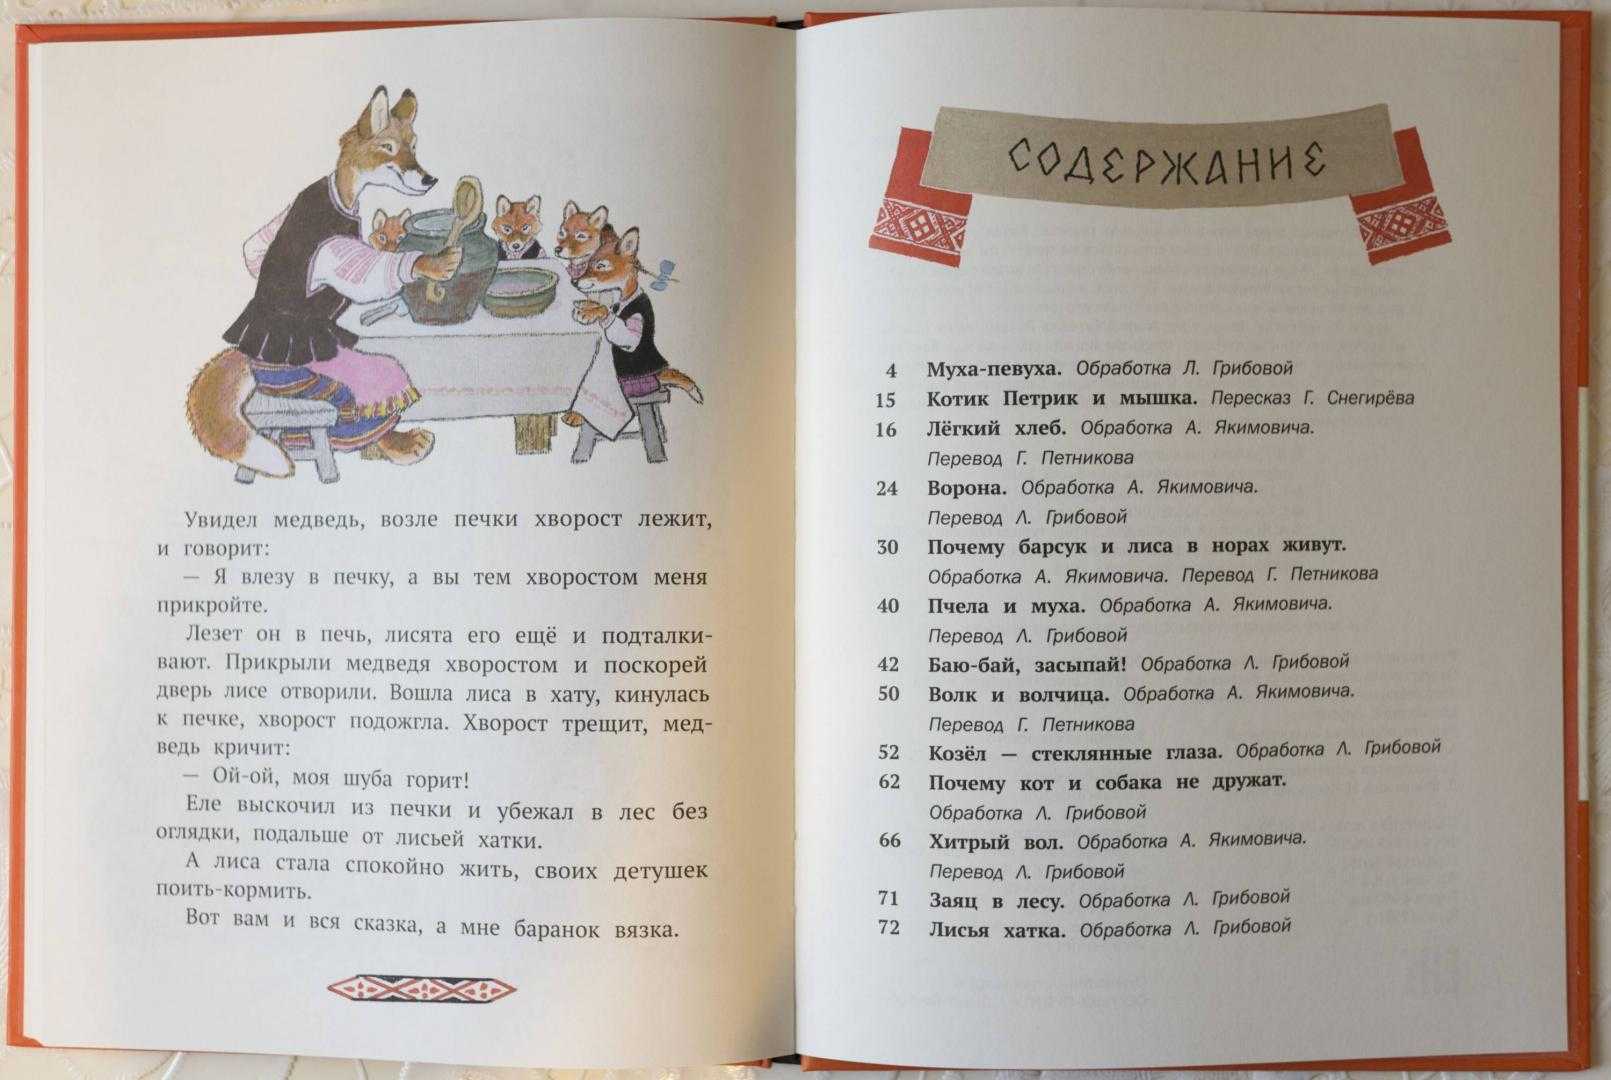 Увидел медведь, возле печки хворост лежит,
и говорит:
— Я влезу в печку, а вы тем хворостом меня
прикройте.
Лезет он в печь, лисята его ещё и подталки-
вают. Прикрыли медведя хворостом и поскорей
дверь лисе отворили. Вошла лиса в хату, кинулась
к печке, хворост подожгла. Хворост трещит, мед-
ведь кричит:
— Ой-ой, моя шуба горит!
Еле выскочил из печки и убежал в лес без
оглядки, подальше от лисьей хатки.
А лиса стала спокойно жить, своих детушек
поить-кормить.
Вот вам и вся сказка, а мне баранок вязка.
СОДЕРЖАНИЕ
4 Муха-певуха. Обработка Л. Грибовой
15 Котик Петрик и мышка. Пересказ Г. Снегирёва
16 Лёгкий хлеб. Обработка А. Якимовича.
Перевод Г. Петникова
24 Ворона. Обработка А. Якимовича.
Перевод Л. Грибовой
30 Почему барсук и лиса в норах живут.
Обработка А. Якимовича. Перевод Г. Петникова
40 Пчела и муха. Обработка А. Якимовича.
Перевод Л. Грибовой
42 Баю-бай, засыпай! Обработка Л. Грибовой
50 Волк и волчица. Обработка А. Якимовича.
Перевод Г. Петникова
52 Козёл — стеклянные глаза. Обработка Л. Грибовой
62 Почему кот и собака не дружат.
Обработка Л. Грибовой
66 Хитрый вол. Обработка А. Якимовича.
Перевод Л. Грибовой
71 Заяц в лесу. Обработка Л. Грибовой
72 Лисья хатка. Обработка Л. Грибовой